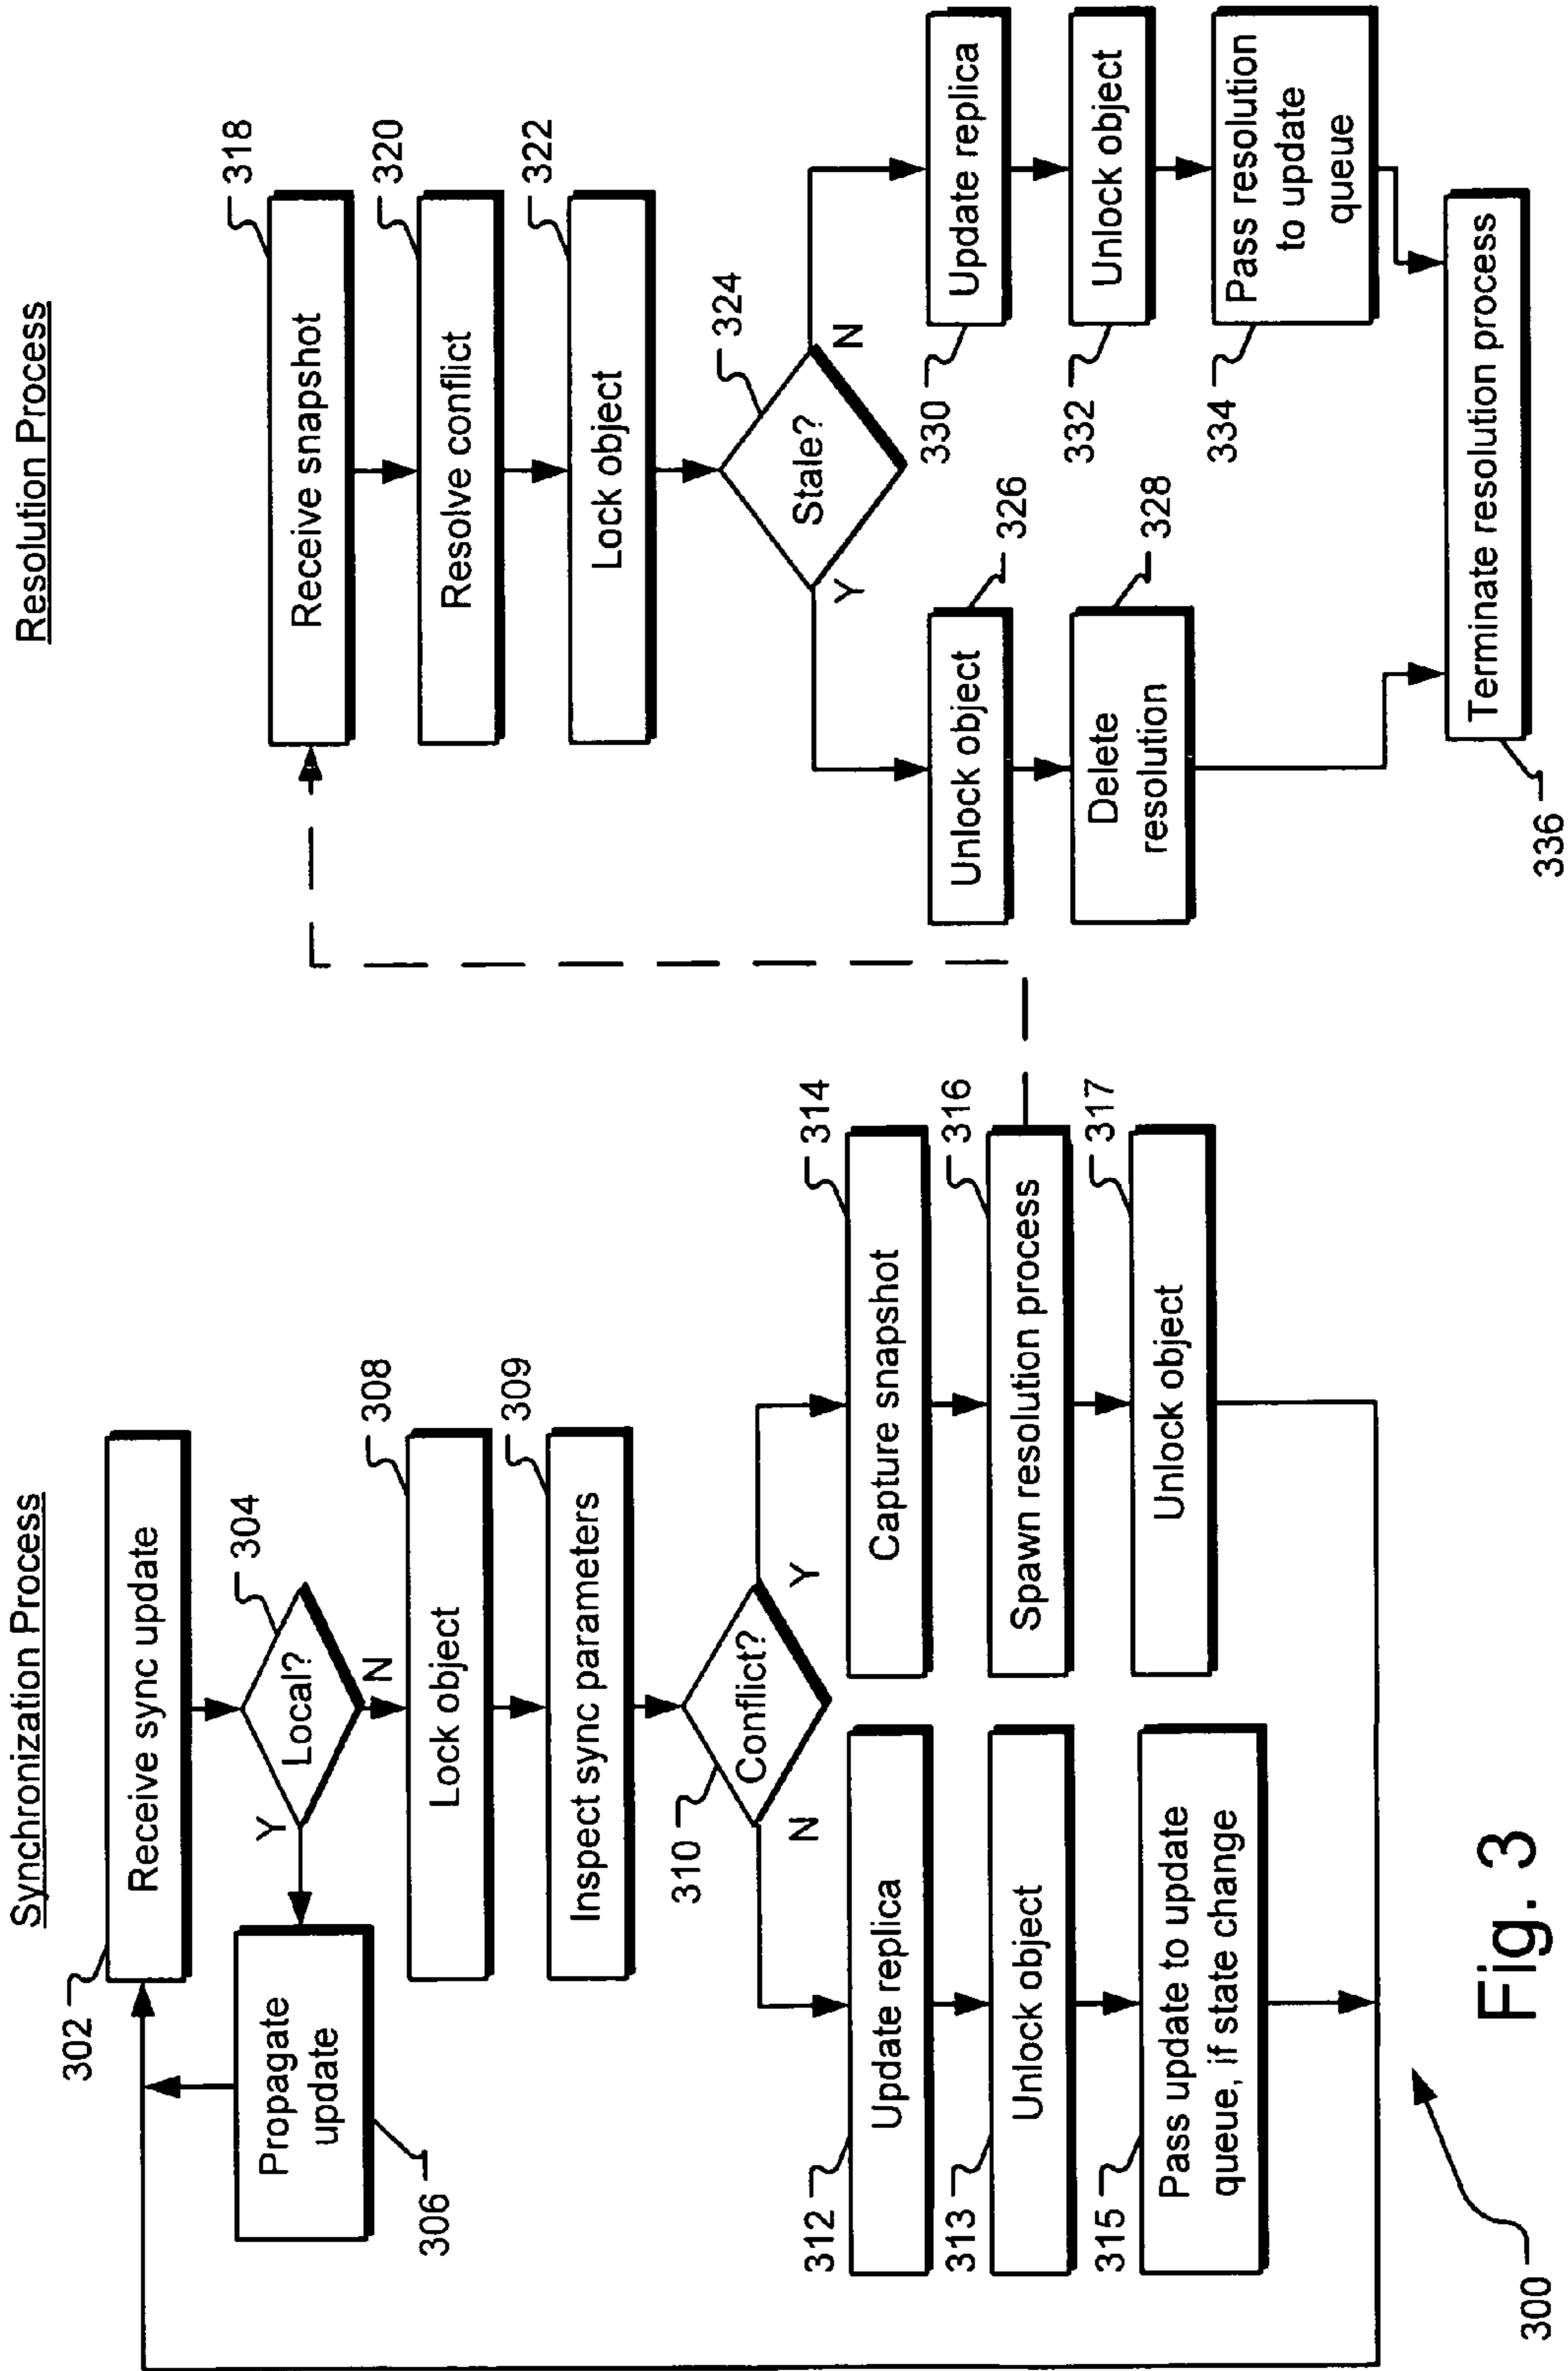 Synchronization Process
302
Receive sync update
304
Local?
Y
N
Propagate
update
306
308
Lock object
309
Inspect sync parameters
310
Conflict?
N
Y
312
Update replica
313
Unlock object
315
Pass update to update
queue, if state change
314
Capture snapshot
316
Spawn resolution process
317
Unlock object
Resolution Process
318
Receive snapshot
320
Resolve conflict
322
Lock object
324
Stale?
Y
N
Unlock object
326
Delete
resolution
328
330
Update replica
332
Unlock object
334
Pass resolution
to update
queue
Terminate resolution process
336
300
Fig. 3